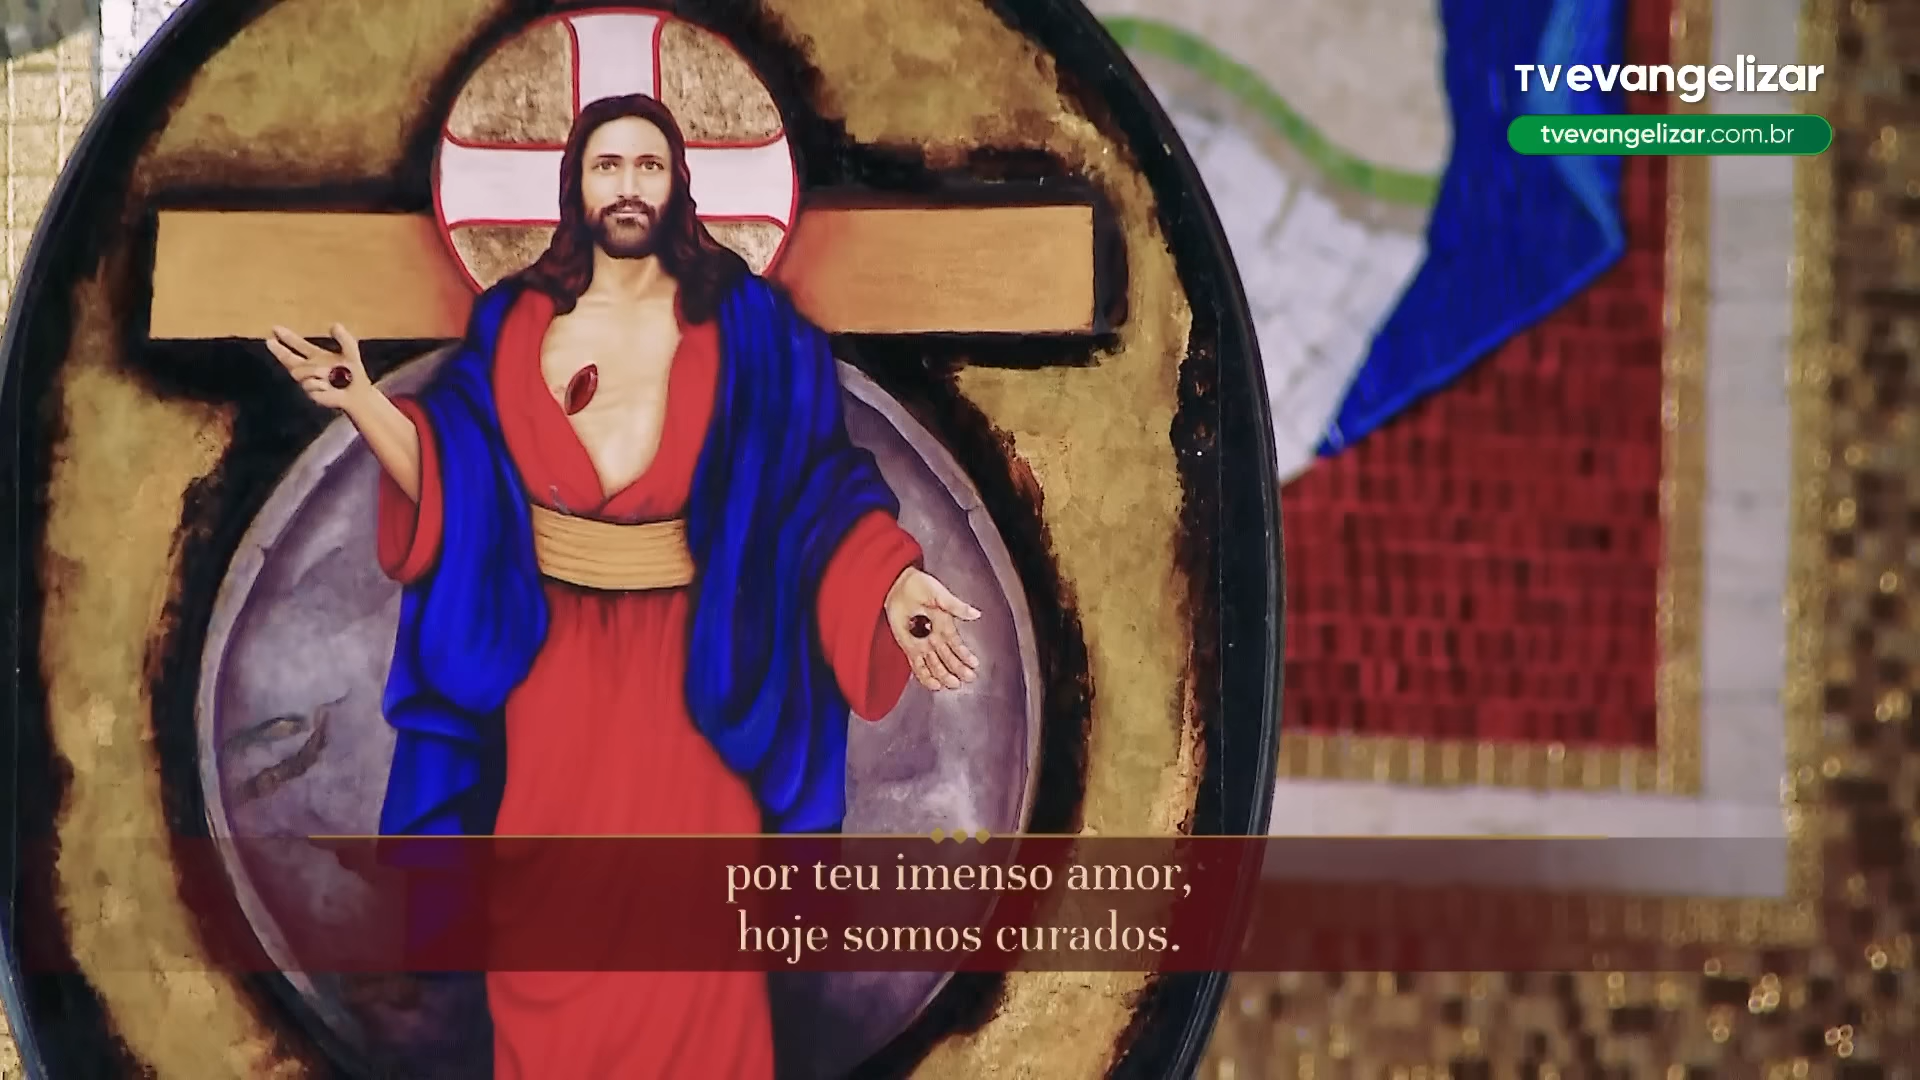 TVevangelizar
tvevangelizar.com.br
por teu imenso amor,
hoje somos curados.